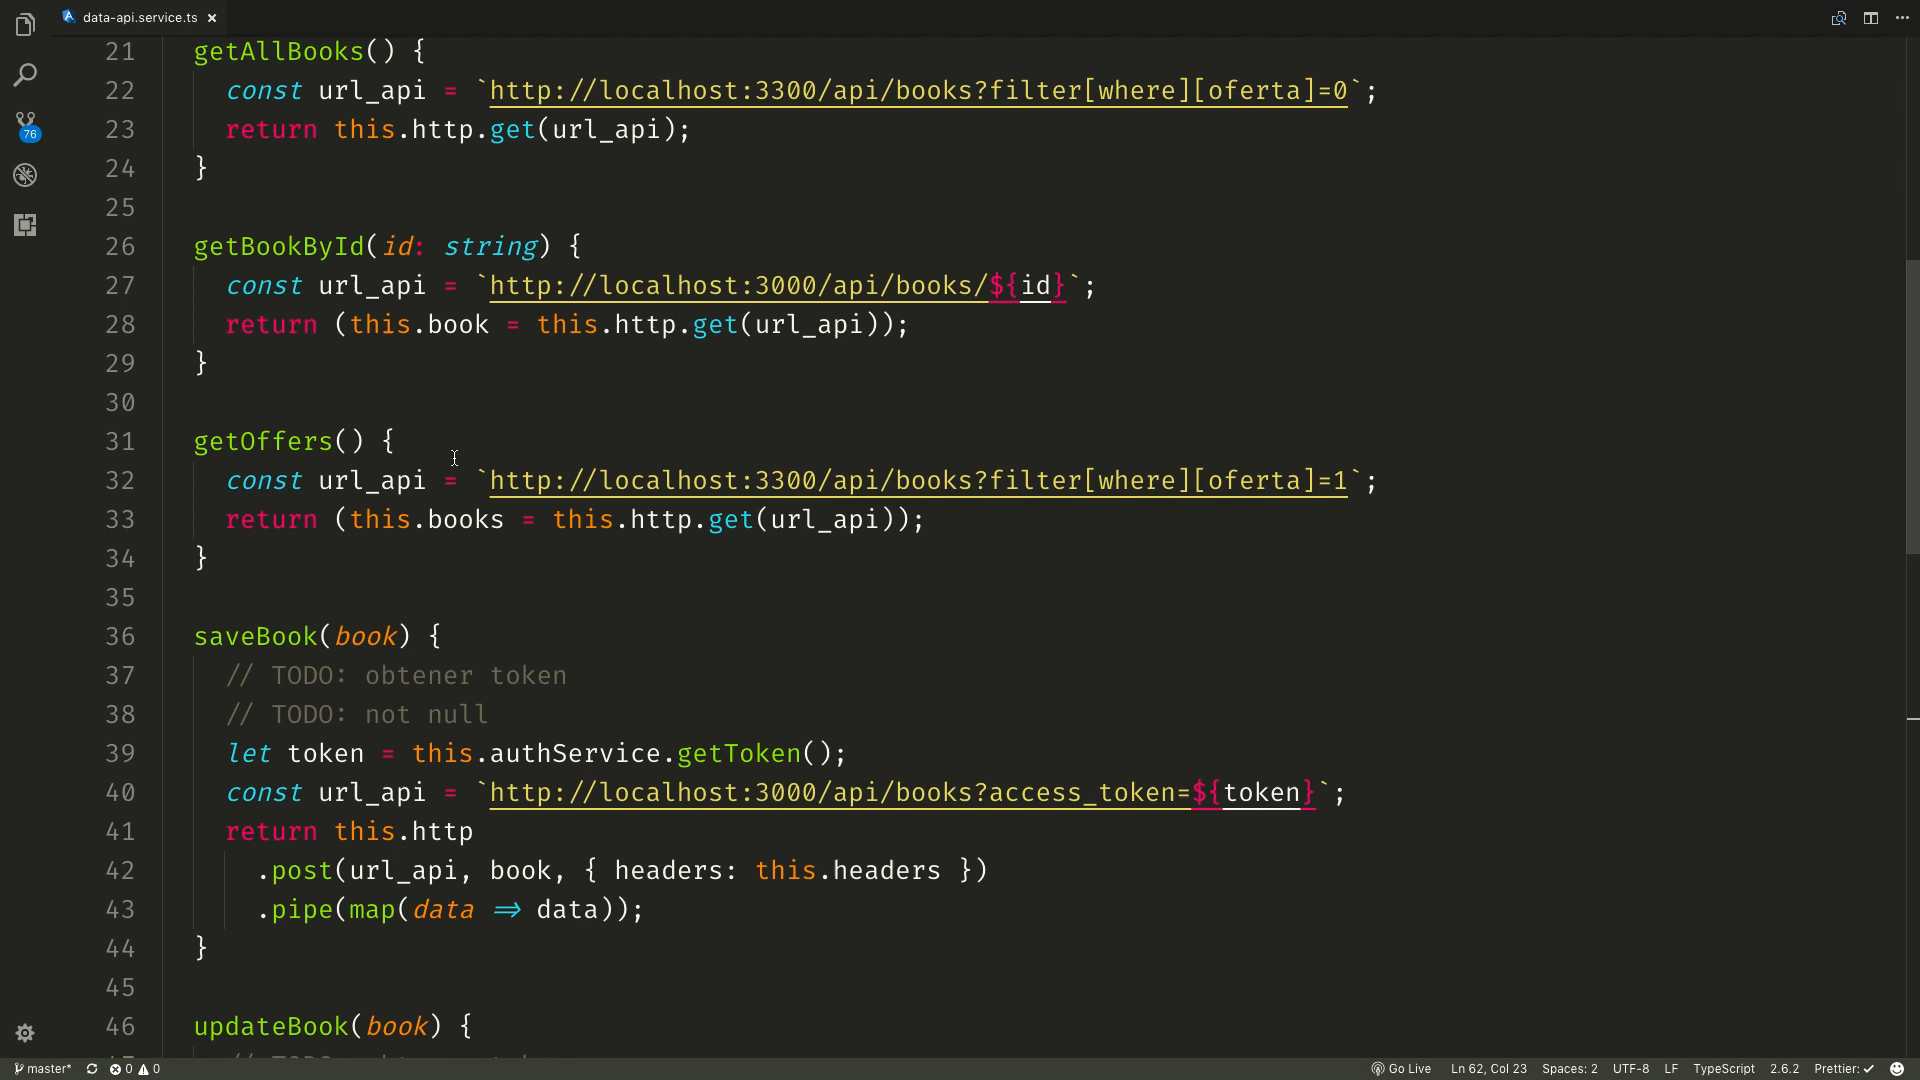 data-api.service.ts ×
21 getAllBooks() {
22 const url_api = `http://localhost:3300/api/books?filter[where][oferta]=0`;
23 return this.http.get(url_api);
24 }
25
26 getBookById(id: string) {
27 const url_api = `http://localhost:3000/api/books/${id}`;
28 return (this.book = this.http.get(url_api));
29 }
30
31 getOffers() {
32 const url_api = `http://localhost:3300/api/books?filter[where][oferta]=1`;
33 return (this.books = this.http.get(url_api));
34 }
35
36 saveBook(book) {
37 // TODO: obtener token
38 // TODO: not null
39 let token = this.authService.getToken();
40 const url_api = `http://localhost:3000/api/books?access_token=${token}`;
41 return this.http
42 .post(url_api, book, { headers: this.headers })
43 .pipe(map(data => data));
44 }
45
46 updateBook(book) {
76
master* 0 0 Go Live Ln 62, Col 23 Spaces: 2 UTF-8 LF TypeScript 2.6.2 Prettier: ✓